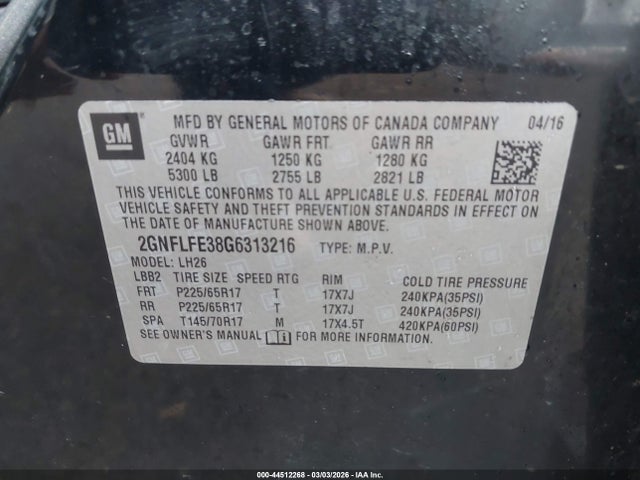 GM
MFD BY GENERAL MOTORS OF CANADA COMPANY 04/16
GVWR GAWR FRT GAWR RR
2404 KG 1250 KG 1280 KG
5300 LB 2755 LB 2821 LB
THIS VEHICLE CONFORMS TO ALL APPLICABLE U.S. FEDERAL MOTOR
VEHICLE SAFETY AND THEFT PREVENTION STANDARDS IN EFFECT ON
THE DATE OF MANUFACTURE SHOWN ABOVE.
2GNFLFE38G6313216 TYPE: M.P.V.
MODEL: LH26
LBB2 TIRE SIZE SPEED RTG RIM COLD TIRE PRESSURE
FRT P225/65R17 T 17X7J 240KPA(35PSI)
RR P225/65R17 T 17X7J 240KPA(35PSI)
SPA T145/70R17 M 17X4.5T 420KPA(60PSI)
SEE OWNER'S MANUAL FOR MORE INFORMATION.
000-44512268 - 03/03/2026 - IAA Inc.